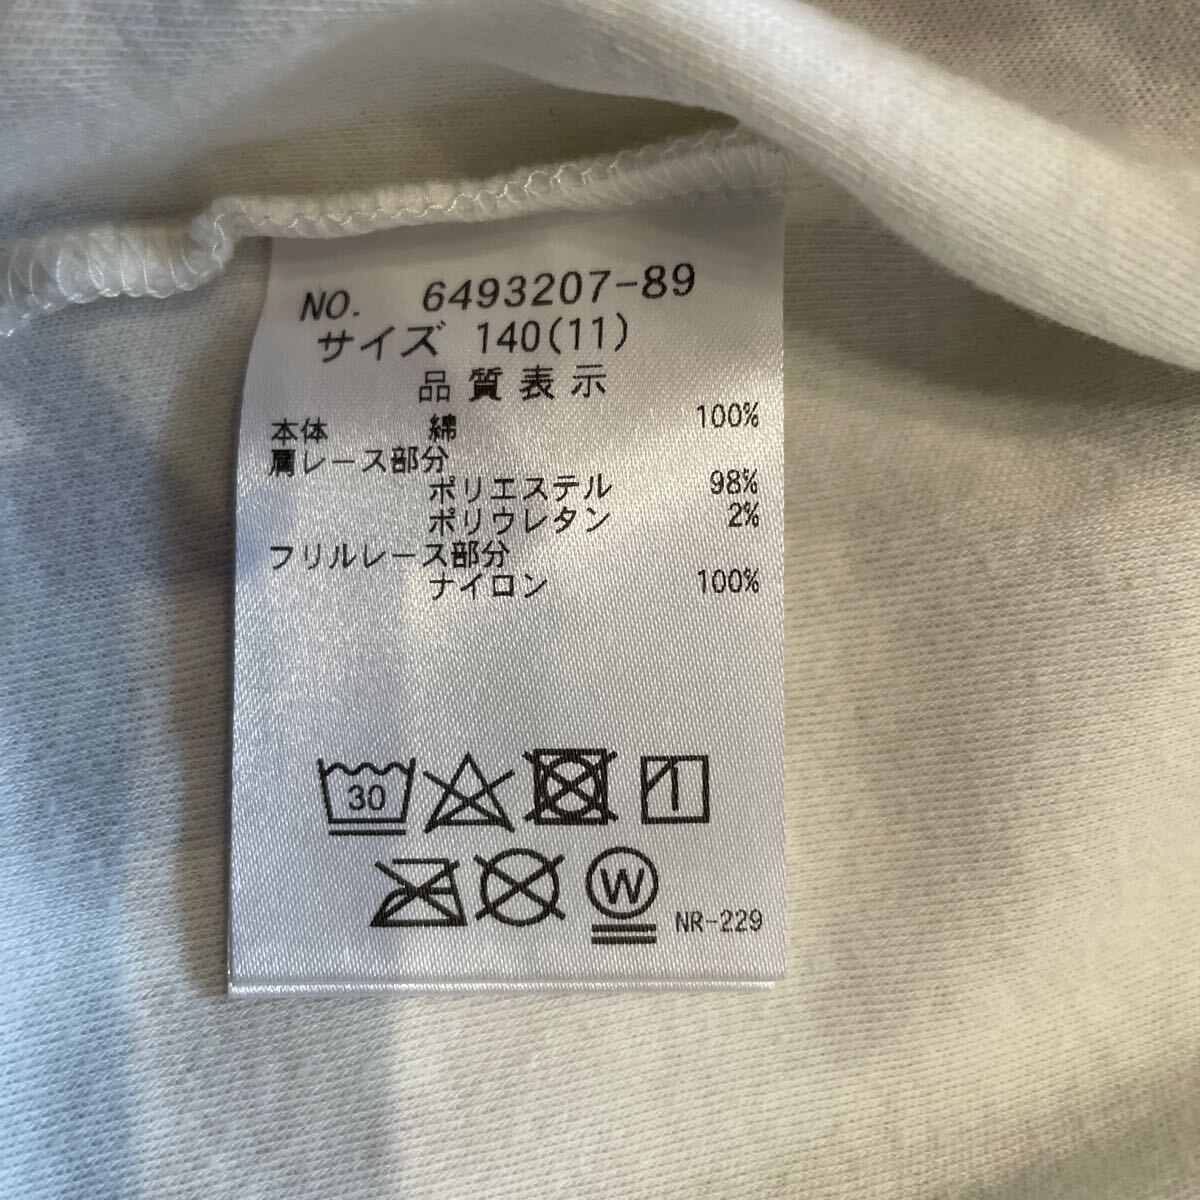 NO. 6493207-89
サイズ 140(11)
品質表示
本体 綿 100%
肩レース部分
ポリエステル 98%
ポリウレタン 2%
フリルレース部分
ナイロン 100%
30
W
NR-229